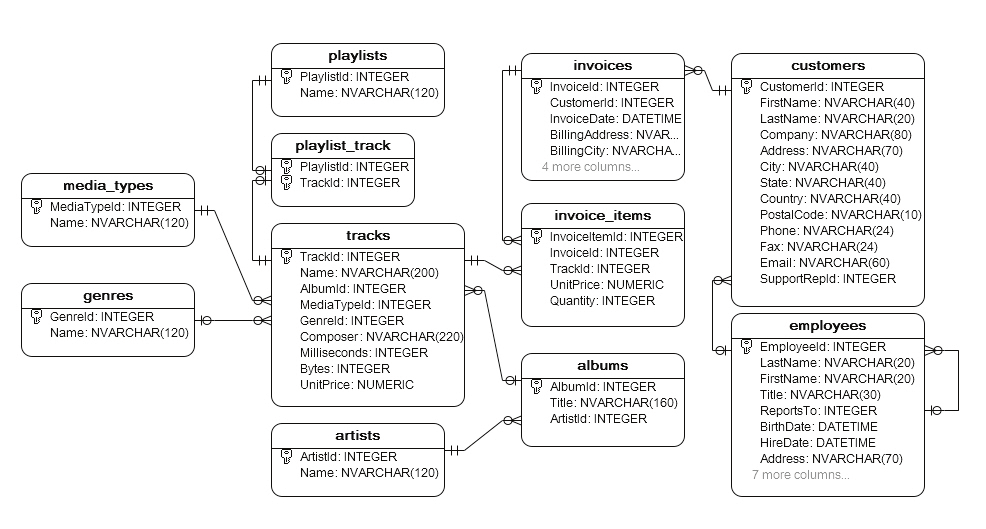 playlists
PlaylistId: INTEGER
Name: NVARCHAR(120)
playlist_track
PlaylistId: INTEGER
TrackId: INTEGER
media_types
MediaTypeId: INTEGER
Name: NVARCHAR(120)
genres
GenreId: INTEGER
Name: NVARCHAR(120)
tracks
TrackId: INTEGER
Name: NVARCHAR(200)
AlbumId: INTEGER
MediaTypeId: INTEGER
GenreId: INTEGER
Composer: NVARCHAR(220)
Milliseconds: INTEGER
Bytes: INTEGER
UnitPrice: NUMERIC
artists
ArtistId: INTEGER
Name: NVARCHAR(120)
invoices
InvoiceId: INTEGER
CustomerId: INTEGER
InvoiceDate: DATETIME
BillingAddress: NVAR...
BillingCity: NVARCHA...
4 more columns...
invoice_items
InvoiceItemId: INTEGER
InvoiceId: INTEGER
TrackId: INTEGER
UnitPrice: NUMERIC
Quantity: INTEGER
albums
AlbumId: INTEGER
Title: NVARCHAR(160)
ArtistId: INTEGER
customers
CustomerId: INTEGER
FirstName: NVARCHAR(40)
LastName: NVARCHAR(20)
Company: NVARCHAR(80)
Address: NVARCHAR(70)
City: NVARCHAR(40)
State: NVARCHAR(40)
Country: NVARCHAR(40)
PostalCode: NVARCHAR(10)
Phone: NVARCHAR(24)
Fax: NVARCHAR(24)
Email: NVARCHAR(60)
SupportRepId: INTEGER
employees
EmployeeId: INTEGER
LastName: NVARCHAR(20)
FirstName: NVARCHAR(20)
Title: NVARCHAR(30)
ReportsTo: INTEGER
BirthDate: DATETIME
HireDate: DATETIME
Address: NVARCHAR(70)
7 more columns...